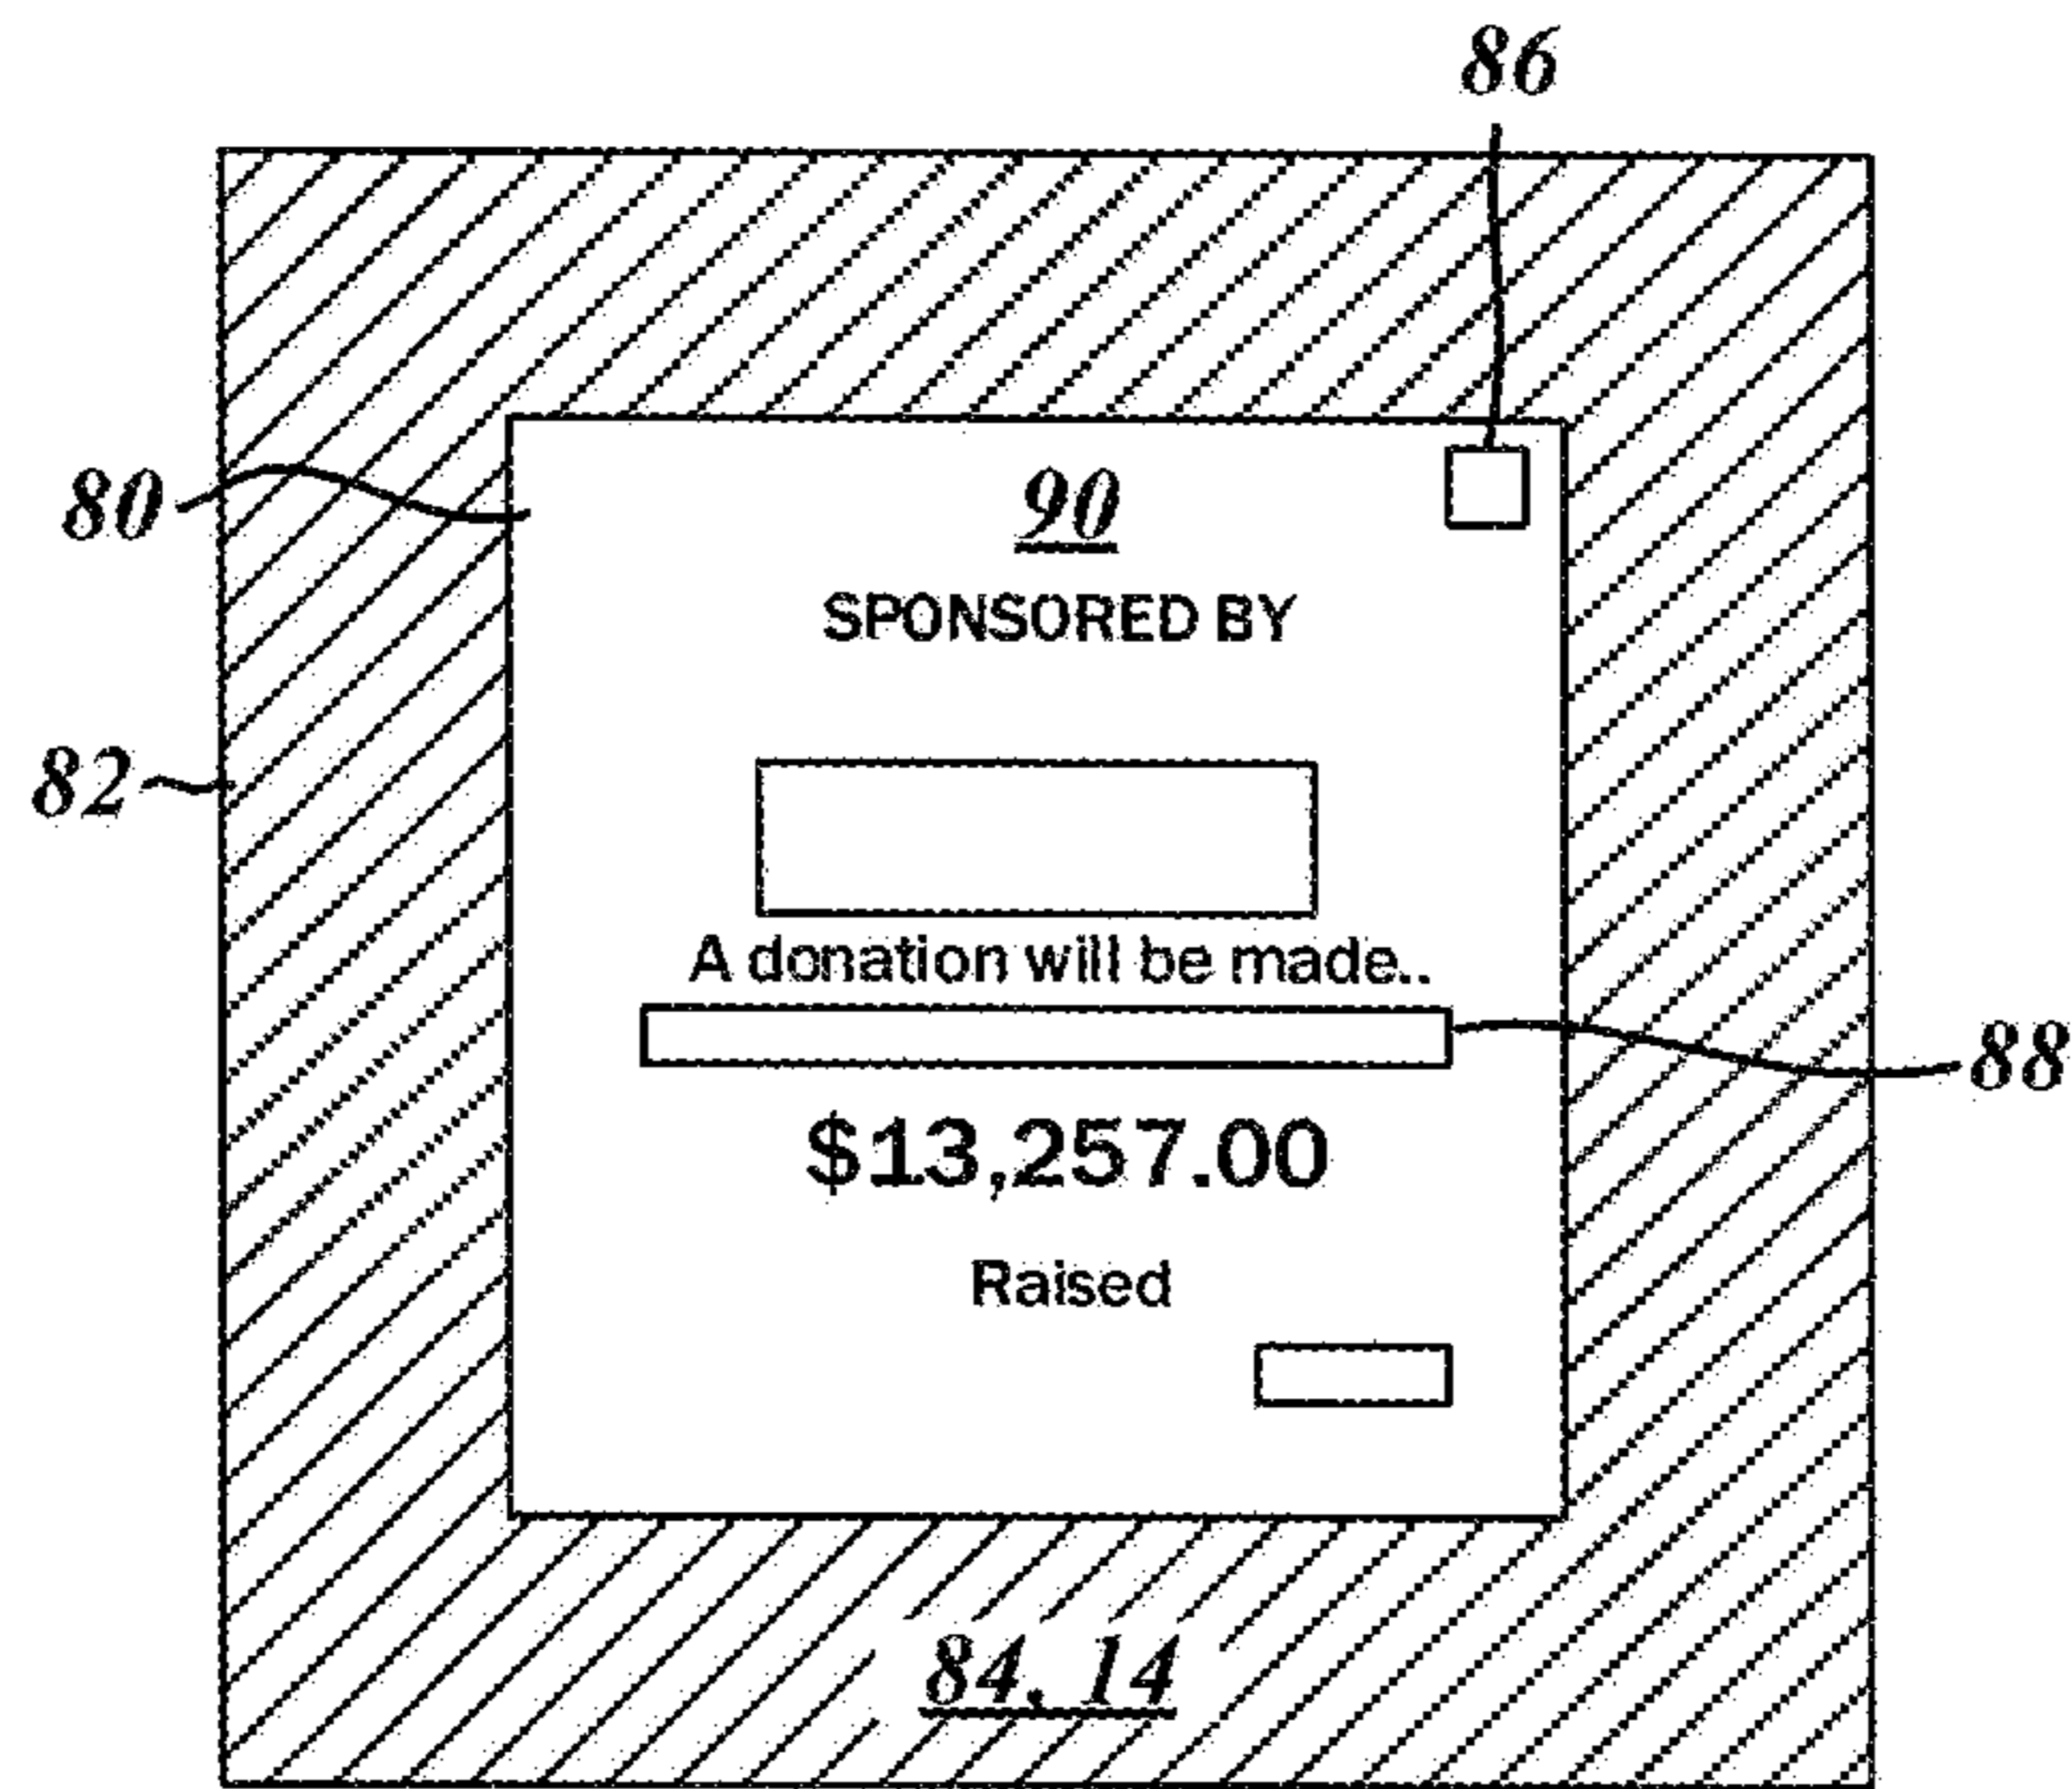 86
80
90
SPONSORED BY
82
A donation will be made..
88
$13,257.00
Raised
84, 14